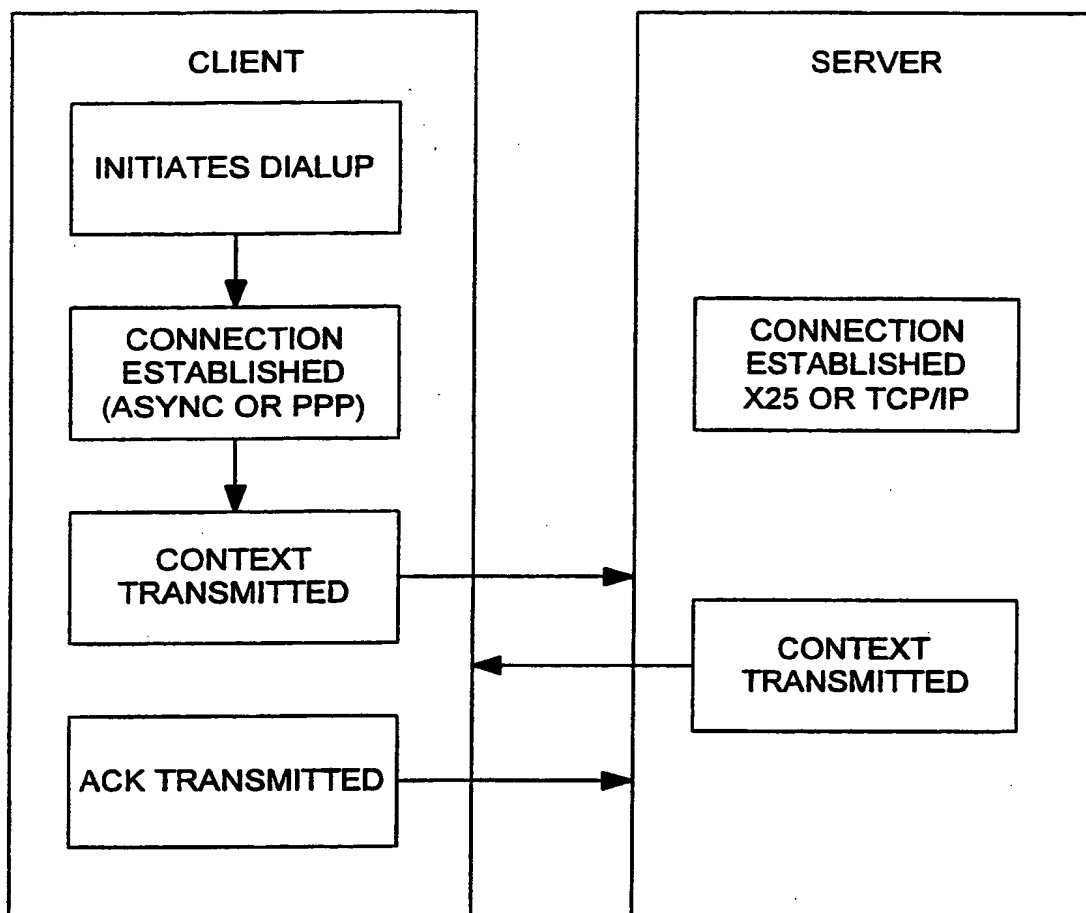 CLIENT
INITIATES DIALUP
CONNECTION
ESTABLISHED
(ASYNC OR PPP)
CONTEXT
TRANSMITTED
ACK TRANSMITTED
SERVER
CONNECTION
ESTABLISHED
X25 OR TCP/IP
CONTEXT
TRANSMITTED